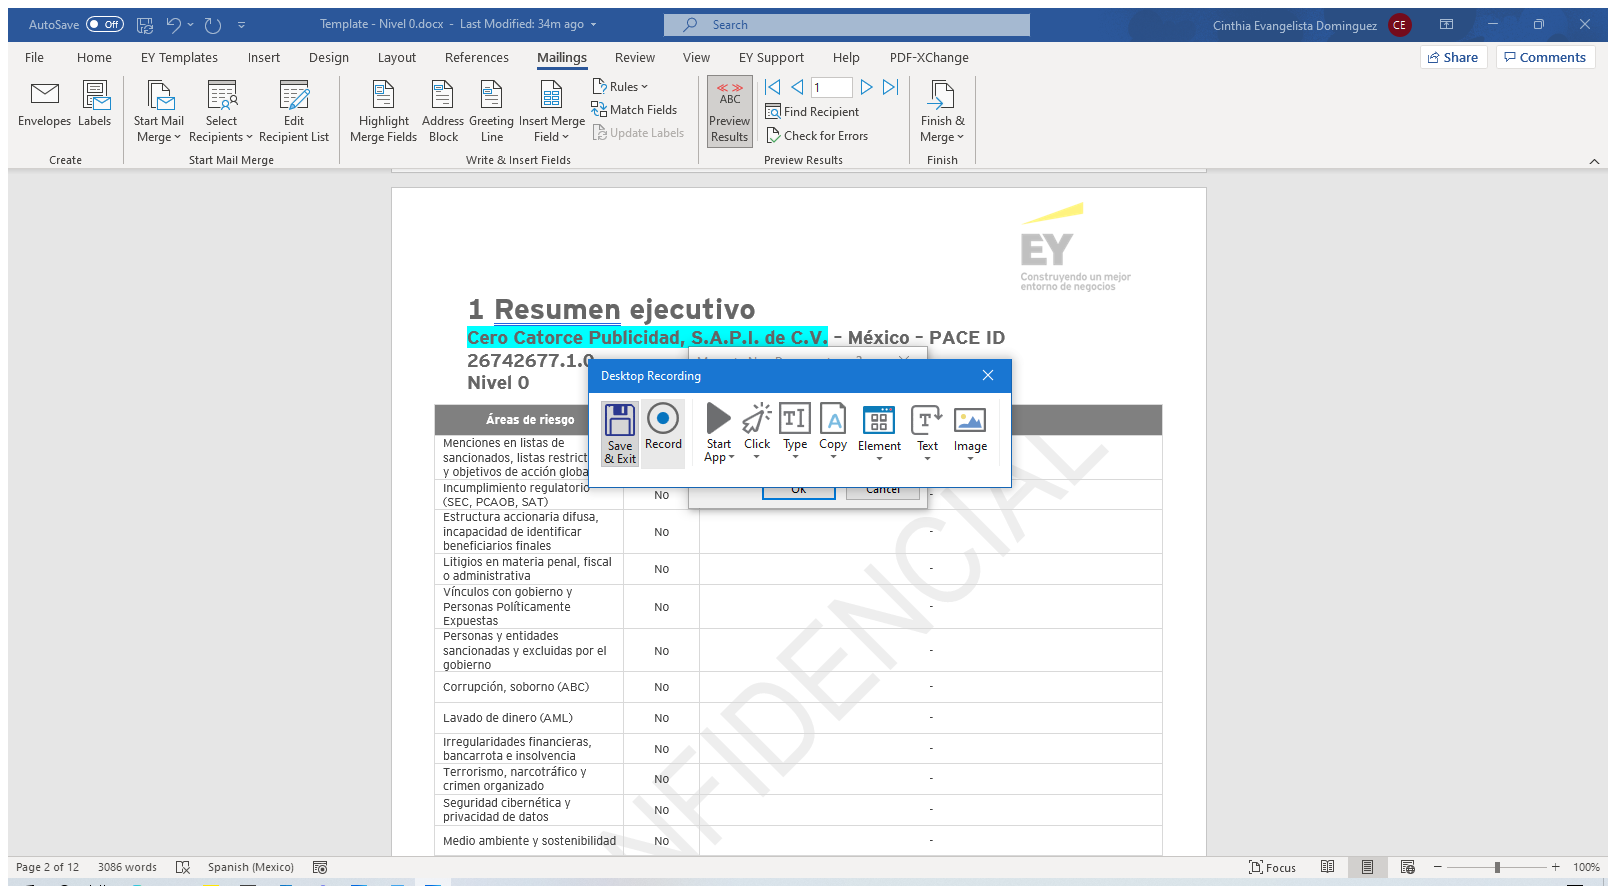 AutoSave Off
Template - Nivel 0.docx - Last Modified: 34m ago
Search
Cinthia Evangelista Dominguez CE
File Home EY Templates Insert Design Layout References Mailings Review View EY Support Help PDF-XChange
Share Comments
Envelopes Labels
Create
Start Mail Merge
Select Recipients
Edit Recipient List
Start Mail Merge
Highlight Merge Fields
Address Block
Greeting Line
Insert Merge Field
Rules
Match Fields
Update Labels
Write & Insert Fields
ABC
Preview Results
1
Find Recipient
Check for Errors
Preview Results
Finish & Merge
Finish
EY
Construyendo un mejor
entorno de negocios
1 Resumen ejecutivo
Cero Catorce Publicidad, S.A.P.I. de C.V. – México – PACE ID
26742677.1.0
Nivel 0
Desktop Recording
Save & Exit
Record
Start App
Click
Type
Copy
Element
Text
Image
OK Cancel
Áreas de riesgo
Menciones en listas de
sancionados, listas
y objetivos de acción
Incumplimiento regulatorio
(SEC, PCAOB, SAT)
No -
Estructura accionaria difusa,
incapacidad de identificar
beneficiarios finales
No -
Litigios en materia penal, fiscal
o administrativa
No -
Vínculos con gobierno y
Personas Políticamente
Expuestas
No -
Personas y entidades
sancionadas y excluidas por el
gobierno
No -
Corrupción, soborno (ABC) No -
Lavado de dinero (AML) No -
Irregularidades financieras,
bancarrota e insolvencia
No -
Terrorismo, narcotráfico y
crimen organizado
No -
Seguridad cibernética y
privacidad de datos
No -
Medio ambiente y sostenibilidad No -
NFIDENCIAL
Page 2 of 12 3086 words Spanish (Mexico)
Focus
100%